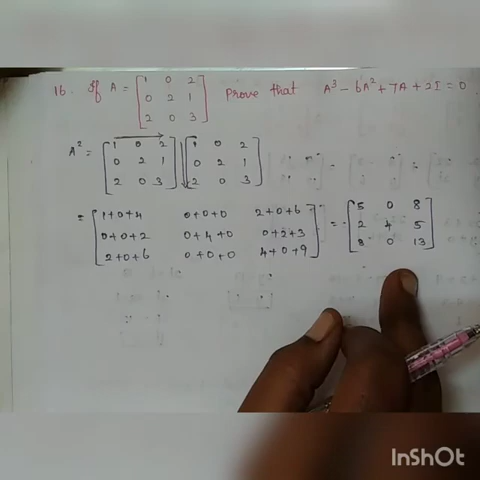 16. If A = [1 0 2
0 2 1
2 0 3] Prove that A³ - 6A² + 7A + 2I = 0.
A² = [1 0 2 [1 0 2
0 2 1 0 2 1
2 0 3] 2 0 3]
= [1+0+4 0+0+0 2+0+6 = [5 0 8
0+0+2 0+4+0 0+2+3 2 4 5
2+0+6 0+0+0 4+0+9] 8 0 13]
InShOt